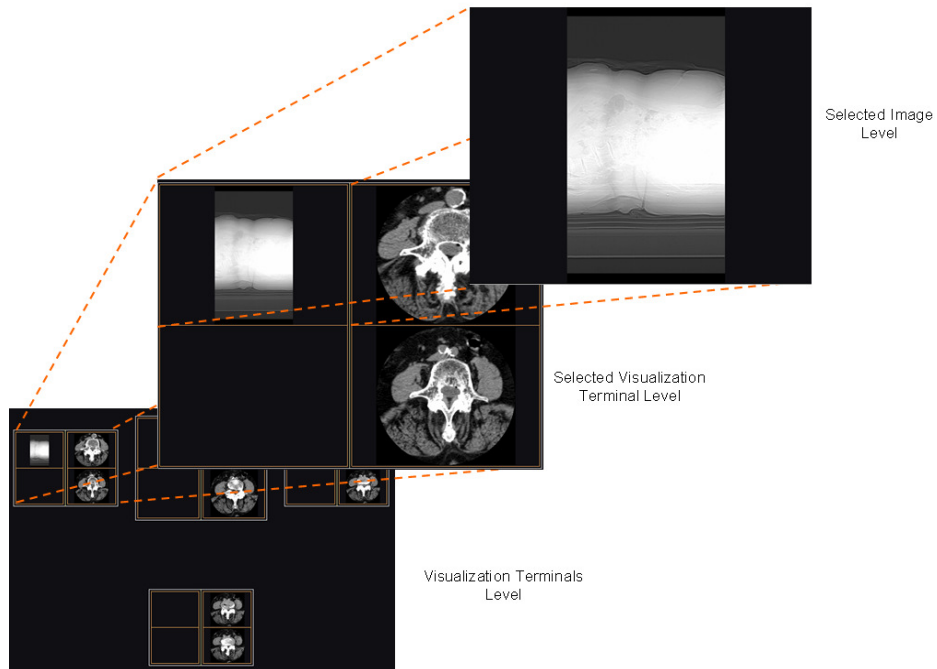 Selected Image
Level
Selected Visualization
Terminal Level
Visualization Terminals
Level